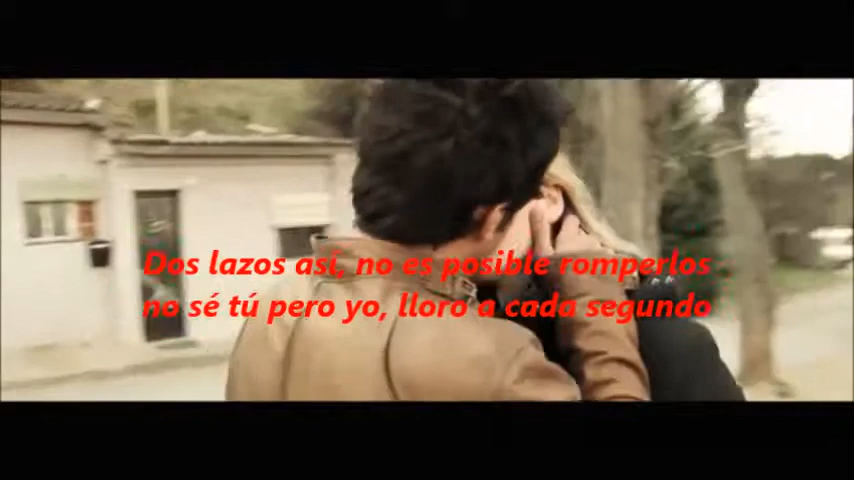 Dos lazos así, no es posible romperlos
no sé tú pero yo, lloro a cada segundo